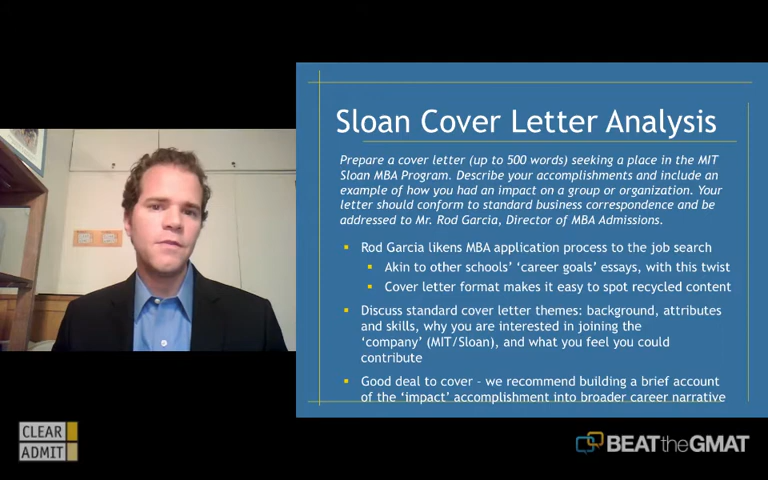 Sloan Cover Letter Analysis
Prepare a cover letter (up to 500 words) seeking a place in the MIT
Sloan MBA Program. Describe your accomplishments and include an
example of how you had an impact on a group or organization. Your
letter should conform to standard business correspondence and be
addressed to Mr. Rod Garcia, Director of MBA Admissions.
Rod Garcia likens MBA application process to the job search
Akin to other schools' 'career goals' essays, with this twist
Cover letter format makes it easy to spot recycled content
Discuss standard cover letter themes: background, attributes
and skills, why you are interested in joining the
'company' (MIT/Sloan), and what you feel you could
contribute
Good deal to cover – we recommend building a brief account
of the 'impact' accomplishment into broader career narrative
CLEAR
ADMIT
BEATtheGMAT